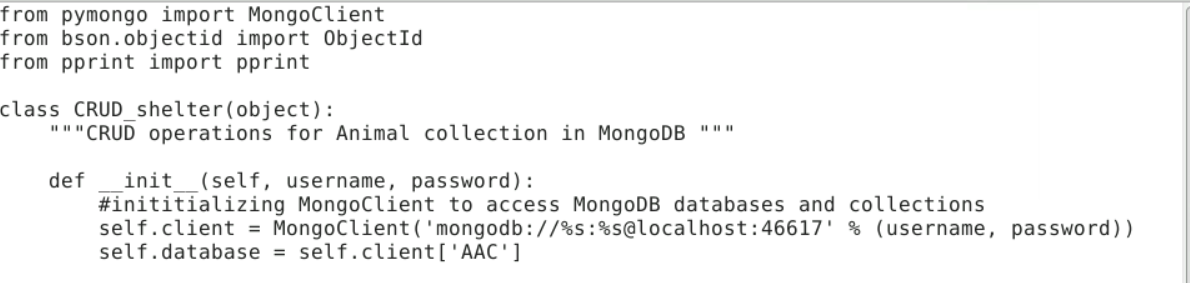 from pymongo import MongoClient
from bson.objectid import ObjectId
from pprint import pprint

class CRUD_shelter(object):
    """CRUD operations for Animal collection in MongoDB """

    def __init__(self, username, password):
        #inititializing MongoClient to access MongoDB databases and collections
        self.client = MongoClient('mongodb://%s:%s@localhost:46617' % (username, password))
        self.database = self.client['AAC']